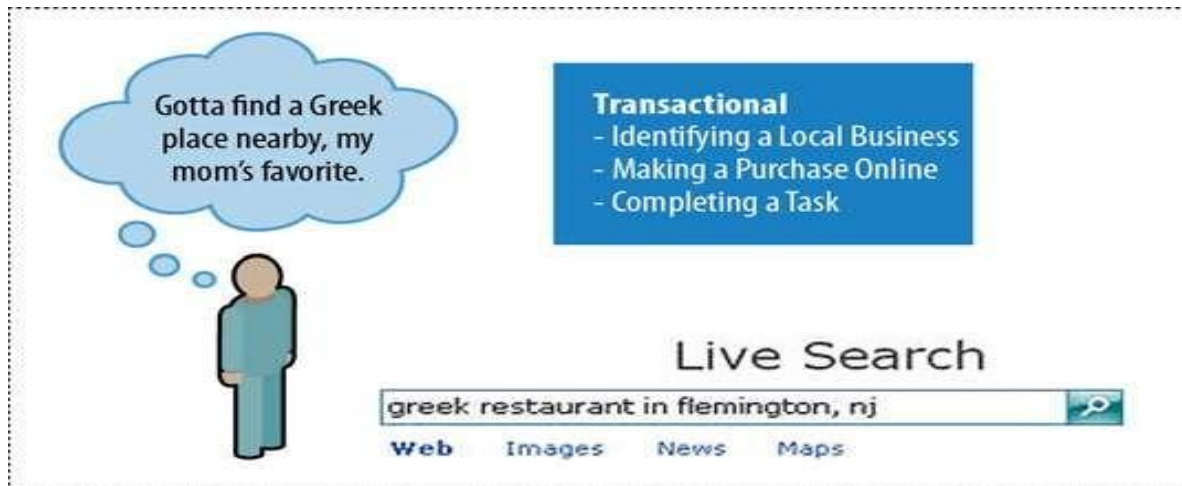 Gotta find a Greek
place nearby, my
mom's favorite.
Transactional
- Identifying a Local Business
- Making a Purchase Online
- Completing a Task
Live Search
greek restaurant in flemington, nj
Web Images News Maps